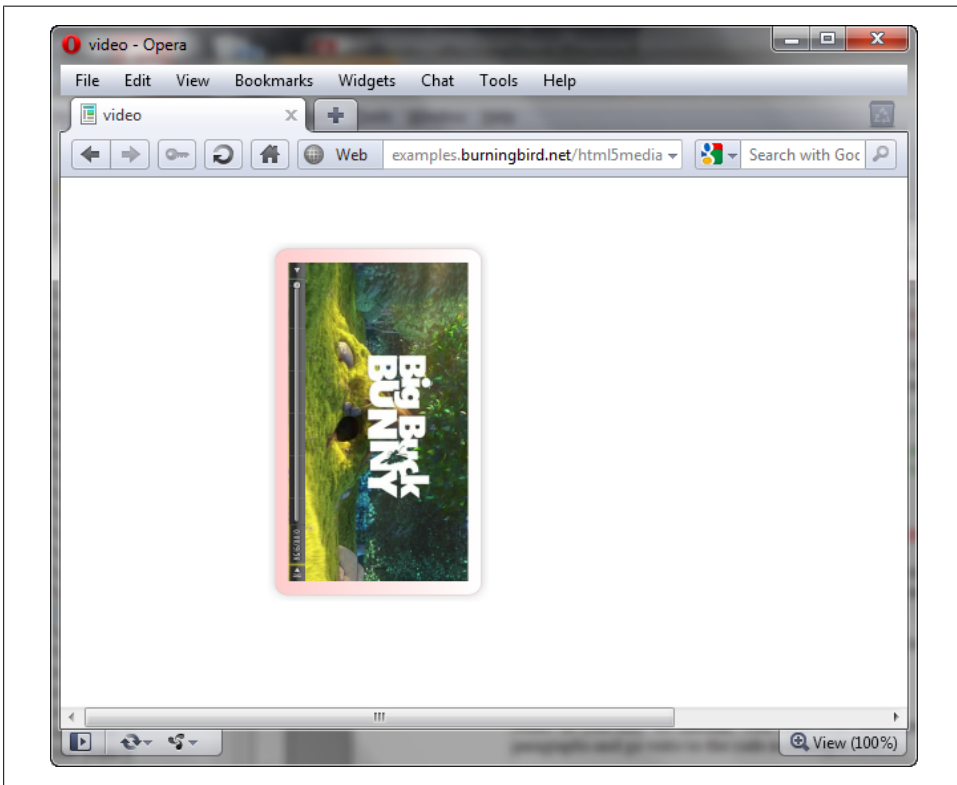 video - Opera
File Edit View Bookmarks Widgets Chat Tools Help
video
Web examples.burningbird.net/html5media Search with Goo
Big Buck
BUNNY
View (100%)